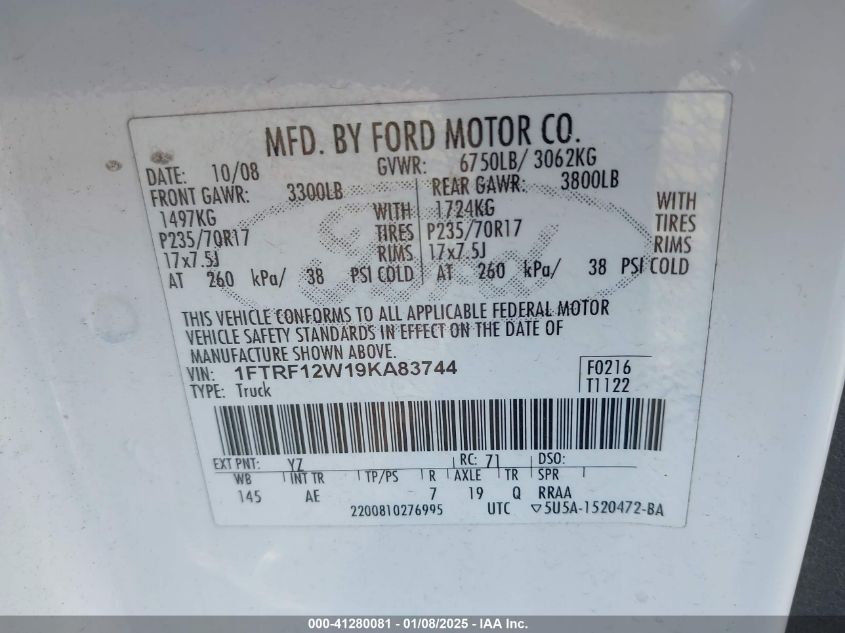 MFD. BY FORD MOTOR CO.
DATE: 10/08 GVWR: 6750LB/ 3062KG
FRONT GAWR: 3300LB REAR GAWR: 3800LB
1497KG WITH 1724KG WITH
P235/70R17 TIRES P235/70R17 TIRES
17x7.5J RIMS 17x7.5J RIMS
AT 260 kPa/ 38 PSI COLD AT 260 kPa/ 38 PSI COLD
THIS VEHICLE CONFORMS TO ALL APPLICABLE FEDERAL MOTOR
VEHICLE SAFETY STANDARDS IN EFFECT ON THE DATE OF
MANUFACTURE SHOWN ABOVE.
VIN: 1FTRF12W19KA83744 F0216
TYPE: Truck T1122
EXT PNT: YZ RC: 71 DSO:
WB INT TR TP/PS R AXLE TR SPR
145 AE 7 19 Q RRAA
2200810276995 UTC ▽5U5A-1520472-BA
000-41280081 - 01/08/2025 - IAA Inc.